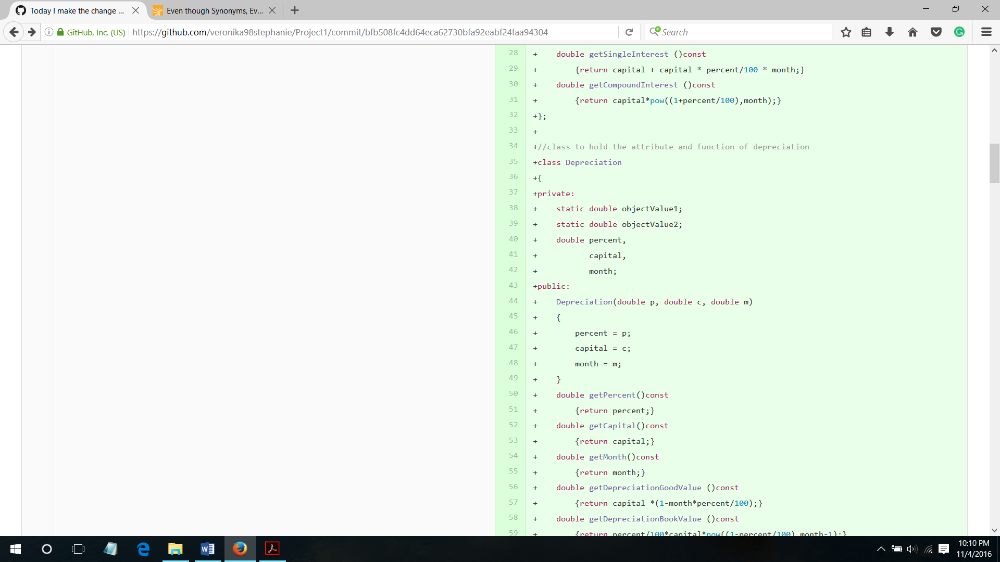 Today I make the change ...
Even though Synonyms, Ev...
GitHub, Inc. (US)
https://github.com/veronika98stephanie/Project1/commit/bfb508fc4dd64eca62730bfa92eabf24faa94304
Search
28 + double getSingleInterest ()const
29 + {return capital + capital * percent/100 * month;}
30 + double getCompoundInterest ()const
31 + {return capital*pow((1+percent/100),month);}
32 +};
33 +
34 +//class to hold the attribute and function of depreciation
35 +class Depreciation
36 +{
37 +private:
38 + static double objectValue1;
39 + static double objectValue2;
40 + double percent,
41 + capital,
42 + month;
43 +public:
44 + Depreciation(double p, double c, double m)
45 + {
46 + percent = p;
47 + capital = c;
48 + month = m;
49 + }
50 + double getPercent()const
51 + {return percent;}
52 + double getCapital()const
53 + {return capital;}
54 + double getMonth()const
55 + {return month;}
56 + double getDepreciationGoodValue ()const
57 + {return capital *(1-month*percent/100);}
58 + double getDepreciationBookValue ()const
59 + {return percent/100*capital*pow((1-percent/100),month-1);}
10:10 PM
11/4/2016